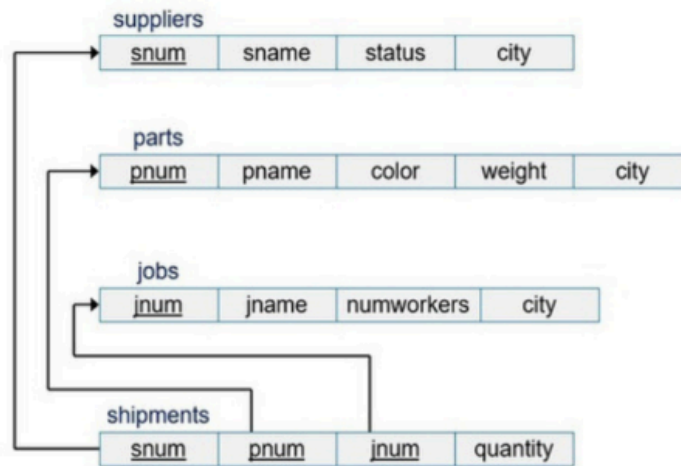 suppliers
snum sname status city
parts
pnum pname color weight city
jobs
jnum jname numworkers city
shipments
snum pnum jnum quantity